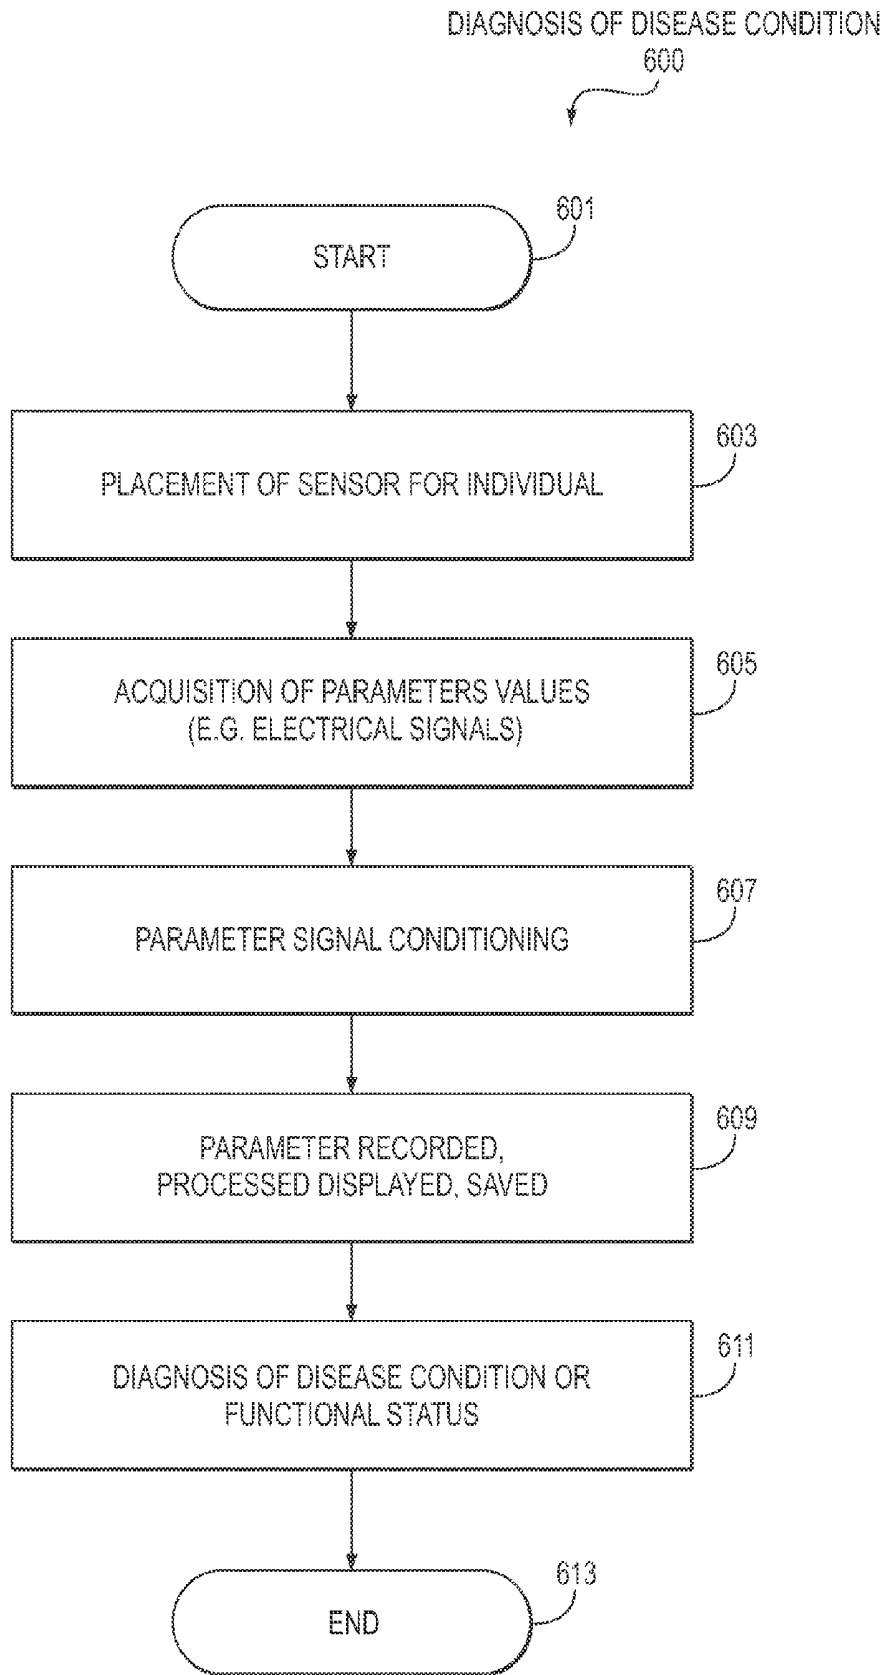 DIAGNOSIS OF DISEASE CONDITION
600
601
START
603
PLACEMENT OF SENSOR FOR INDIVIDUAL
605
ACQUISITION OF PARAMETERS VALUES
(E.G. ELECTRICAL SIGNALS)
607
PARAMETER SIGNAL CONDITIONING
609
PARAMETER RECORDED,
PROCESSED DISPLAYED, SAVED
611
DIAGNOSIS OF DISEASE CONDITION OR
FUNCTIONAL STATUS
613
END